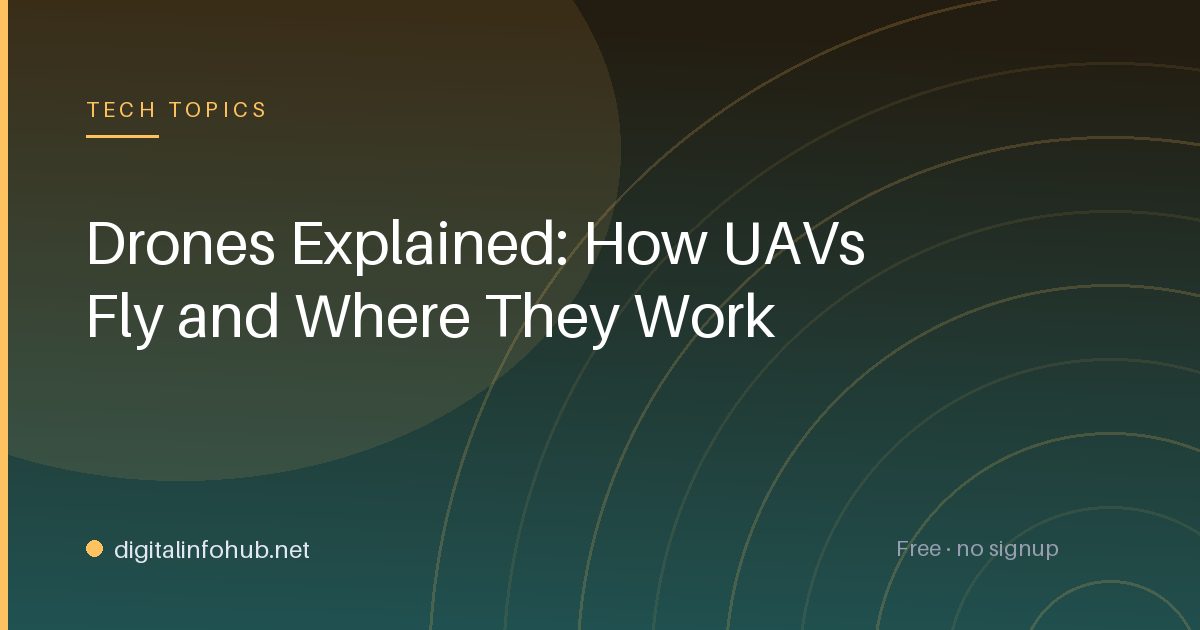 TECH TOPICS
Drones Explained: How UAVs
Fly and Where They Work
digitalinfohub.net
Free · no signup